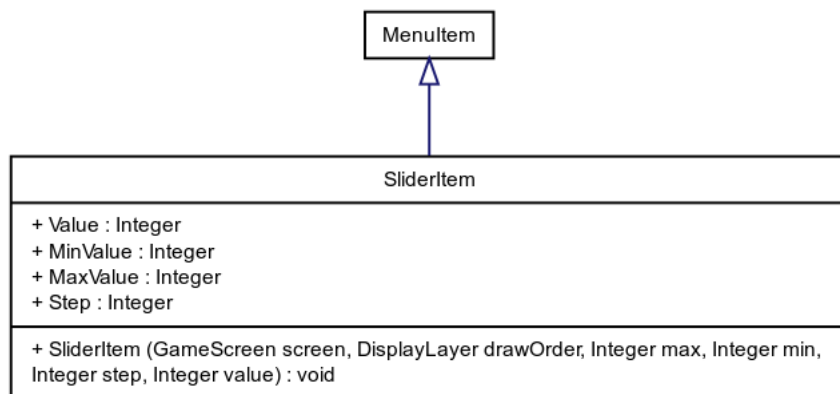 MenuItem
SliderItem
+ Value : Integer
+ MinValue : Integer
+ MaxValue : Integer
+ Step : Integer
+ SliderItem (GameScreen screen, DisplayLayer drawOrder, Integer max, Integer min,
Integer step, Integer value) : void